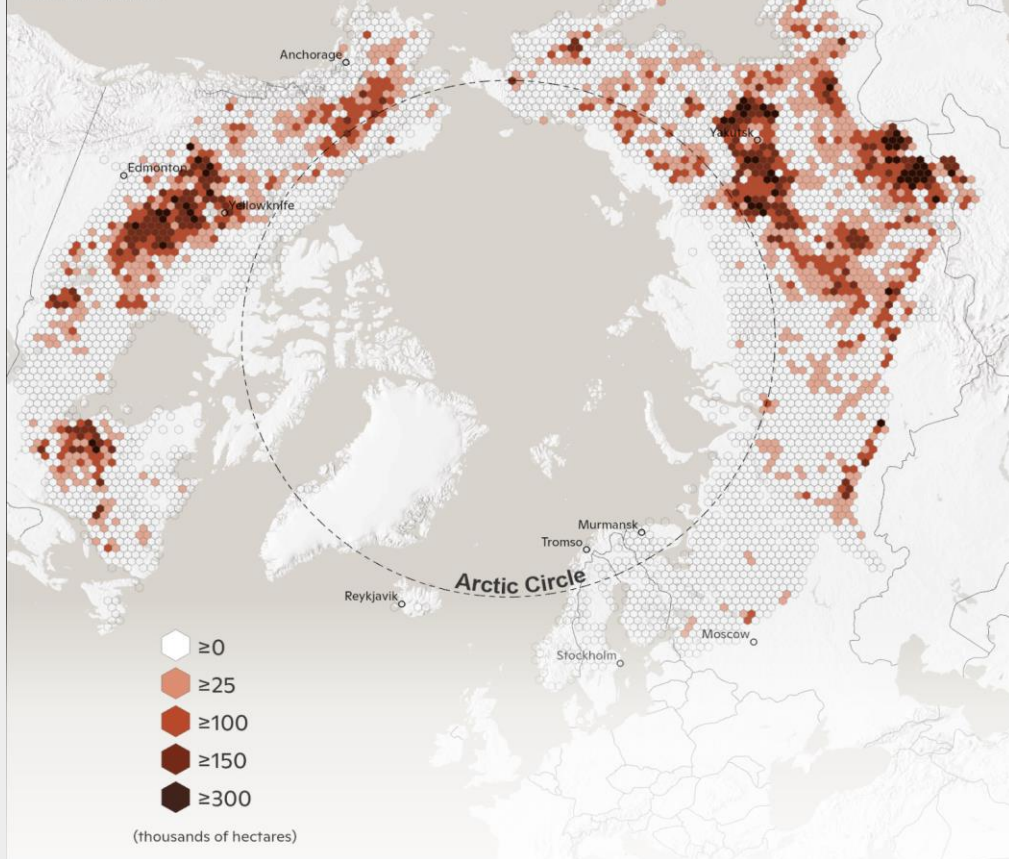 Anchorage
Yakutsk
Edmonton
Yellowknife
Murmansk
Tromso
Arctic Circle
Reykjavik
Moscow
Stockholm
≥0
≥25
≥100
≥150
≥300
(thousands of hectares)